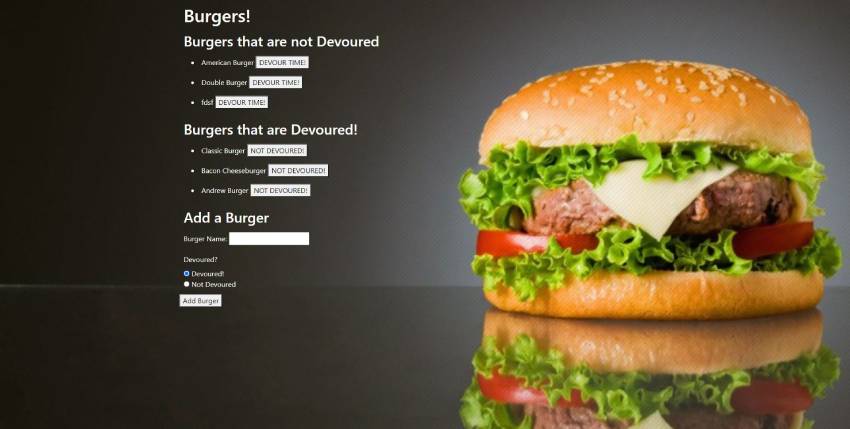 Burgers!
Burgers that are not Devoured
American Burger DEVOUR TIME!
Double Burger DEVOUR TIME!
fdsf DEVOUR TIME!
Burgers that are Devoured!
Classic Burger NOT DEVOURED!
Bacon Cheeseburger NOT DEVOURED!
Andrew Burger NOT DEVOURED!
Add a Burger
Burger Name:
Devoured?
Devoured!
Not Devoured
Add Burger